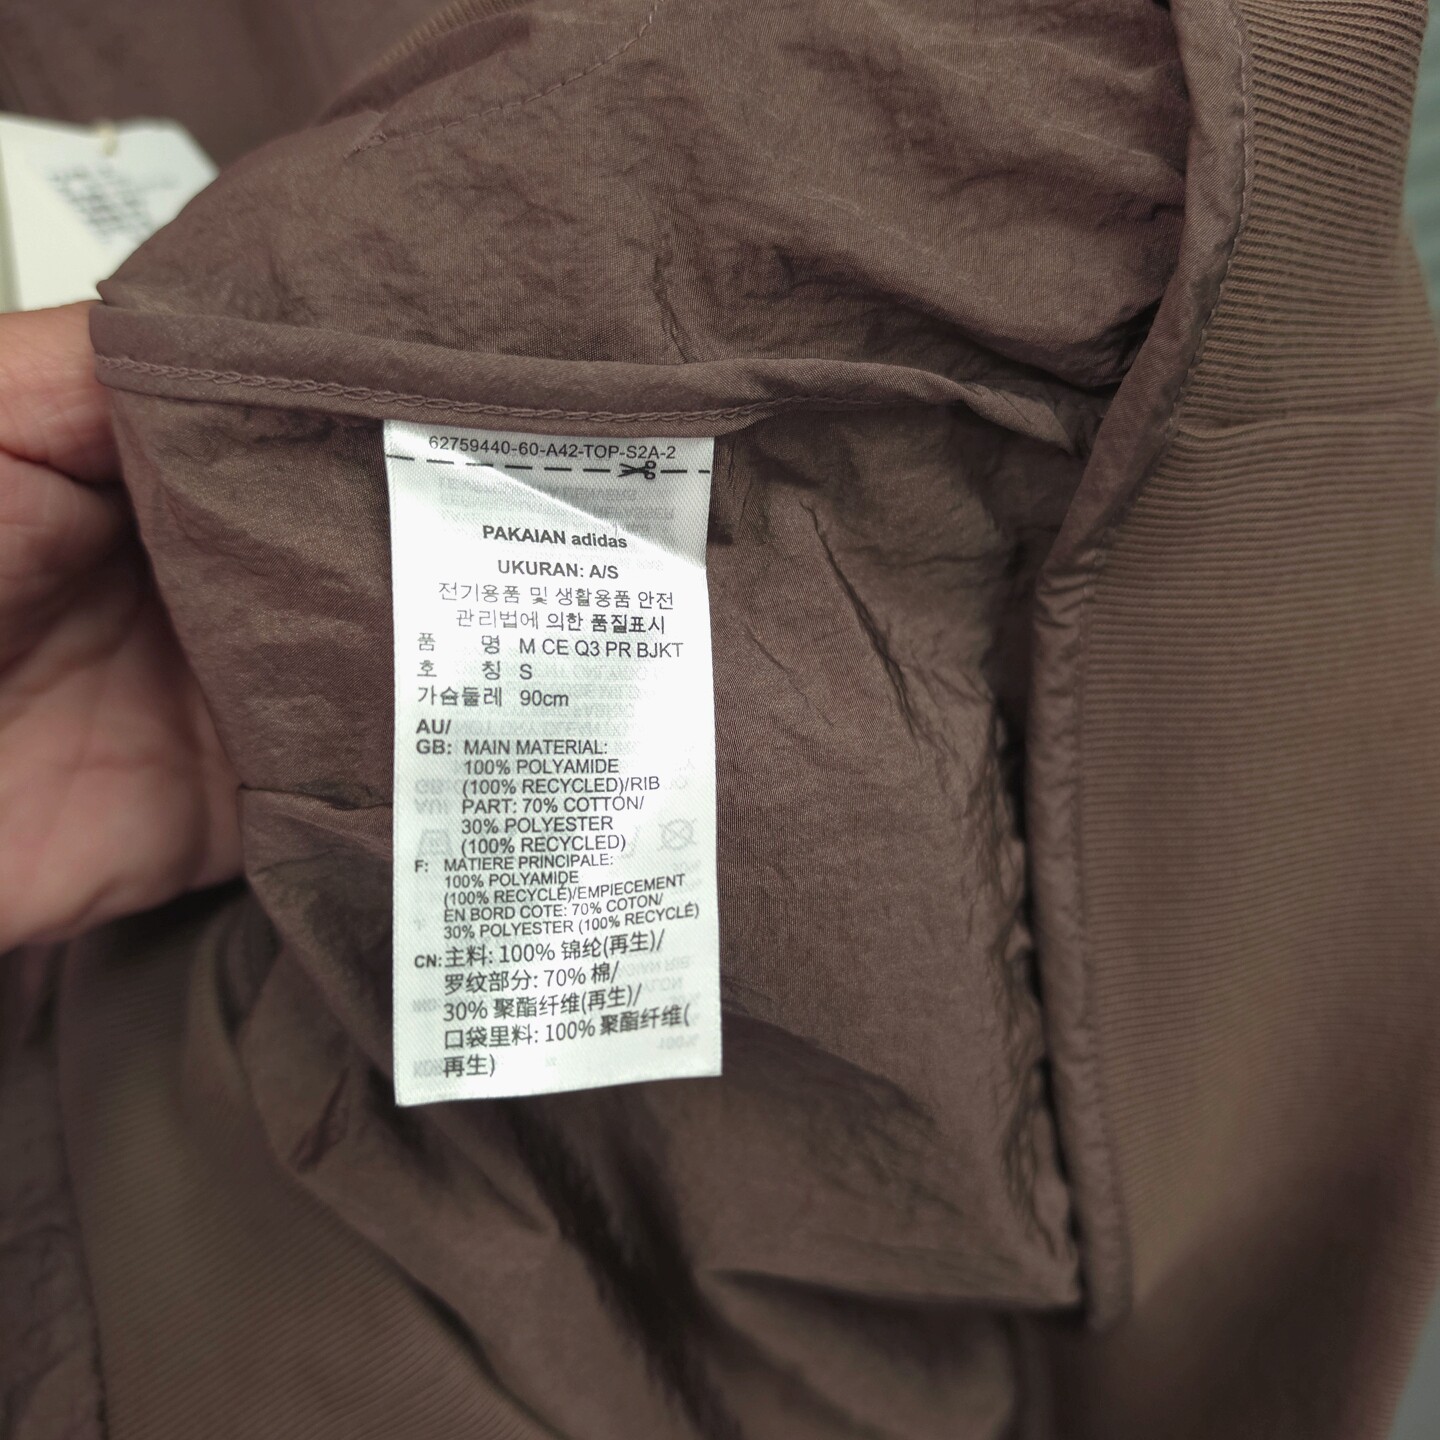 62759440-60-A42-TOP-S2A-2
PAKAIAN adidas
UKURAN: A/S
전기용품 및 생활용품 안전
관리법에 의한 품질표시
품 명 M CE Q3 PR BJKT
호 칭 S
가슴둘레 90cm
AU/
GB: MAIN MATERIAL:
100% POLYAMIDE
(100% RECYCLED)/RIB
PART: 70% COTTON/
30% POLYESTER
(100% RECYCLED)
F: MATIERE PRINCIPALE:
100% POLYAMIDE
(100% RECYCLÉ)/EMPIECEMENT
EN BORD COTE: 70% COTON/
30% POLYESTER (100% RECYCLÉ)
CN: 主料: 100% 锦纶(再生)/
罗纹部分: 70% 棉/
30% 聚酯纤维(再生)/
口袋里料: 100% 聚酯纤维(
再生)